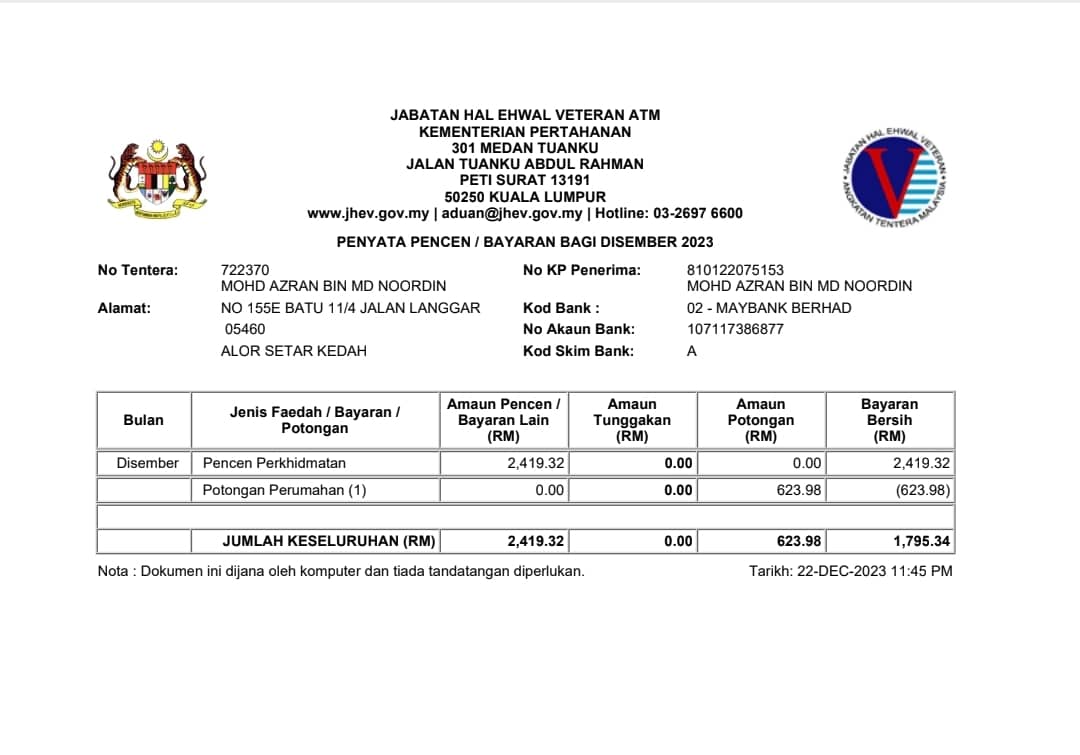 JABATAN HAL EHWAL VETERAN ATM
KEMENTERIAN PERTAHANAN
301 MEDAN TUANKU
JALAN TUANKU ABDUL RAHMAN
PETI SURAT 13191
50250 KUALA LUMPUR
www.jhev.gov.my | aduan@jhev.gov.my | Hotline: 03-2697 6600
JABATAN HAL EHWAL VETERAN • ANGKATAN TENTERA MALAYSIA •
V
PENYATA PENCEN / BAYARAN BAGI DISEMBER 2023
No Tentera: 722370 No KP Penerima: 810122075153
MOHD AZRAN BIN MD NOORDIN MOHD AZRAN BIN MD NOORDIN
Alamat: NO 155E BATU 11/4 JALAN LANGGAR Kod Bank : 02 - MAYBANK BERHAD
05460 No Akaun Bank: 107117386877
ALOR SETAR KEDAH Kod Skim Bank: A
Bulan Jenis Faedah / Bayaran / Potongan Amaun Pencen / Bayaran Lain (RM) Amaun Tunggakan (RM) Amaun Potongan (RM) Bayaran Bersih (RM)
Disember Pencen Perkhidmatan 2,419.32 0.00 0.00 2,419.32
Potongan Perumahan (1) 0.00 0.00 623.98 (623.98)
JUMLAH KESELURUHAN (RM) 2,419.32 0.00 623.98 1,795.34
Nota : Dokumen ini dijana oleh komputer dan tiada tandatangan diperlukan. Tarikh: 22-DEC-2023 11:45 PM